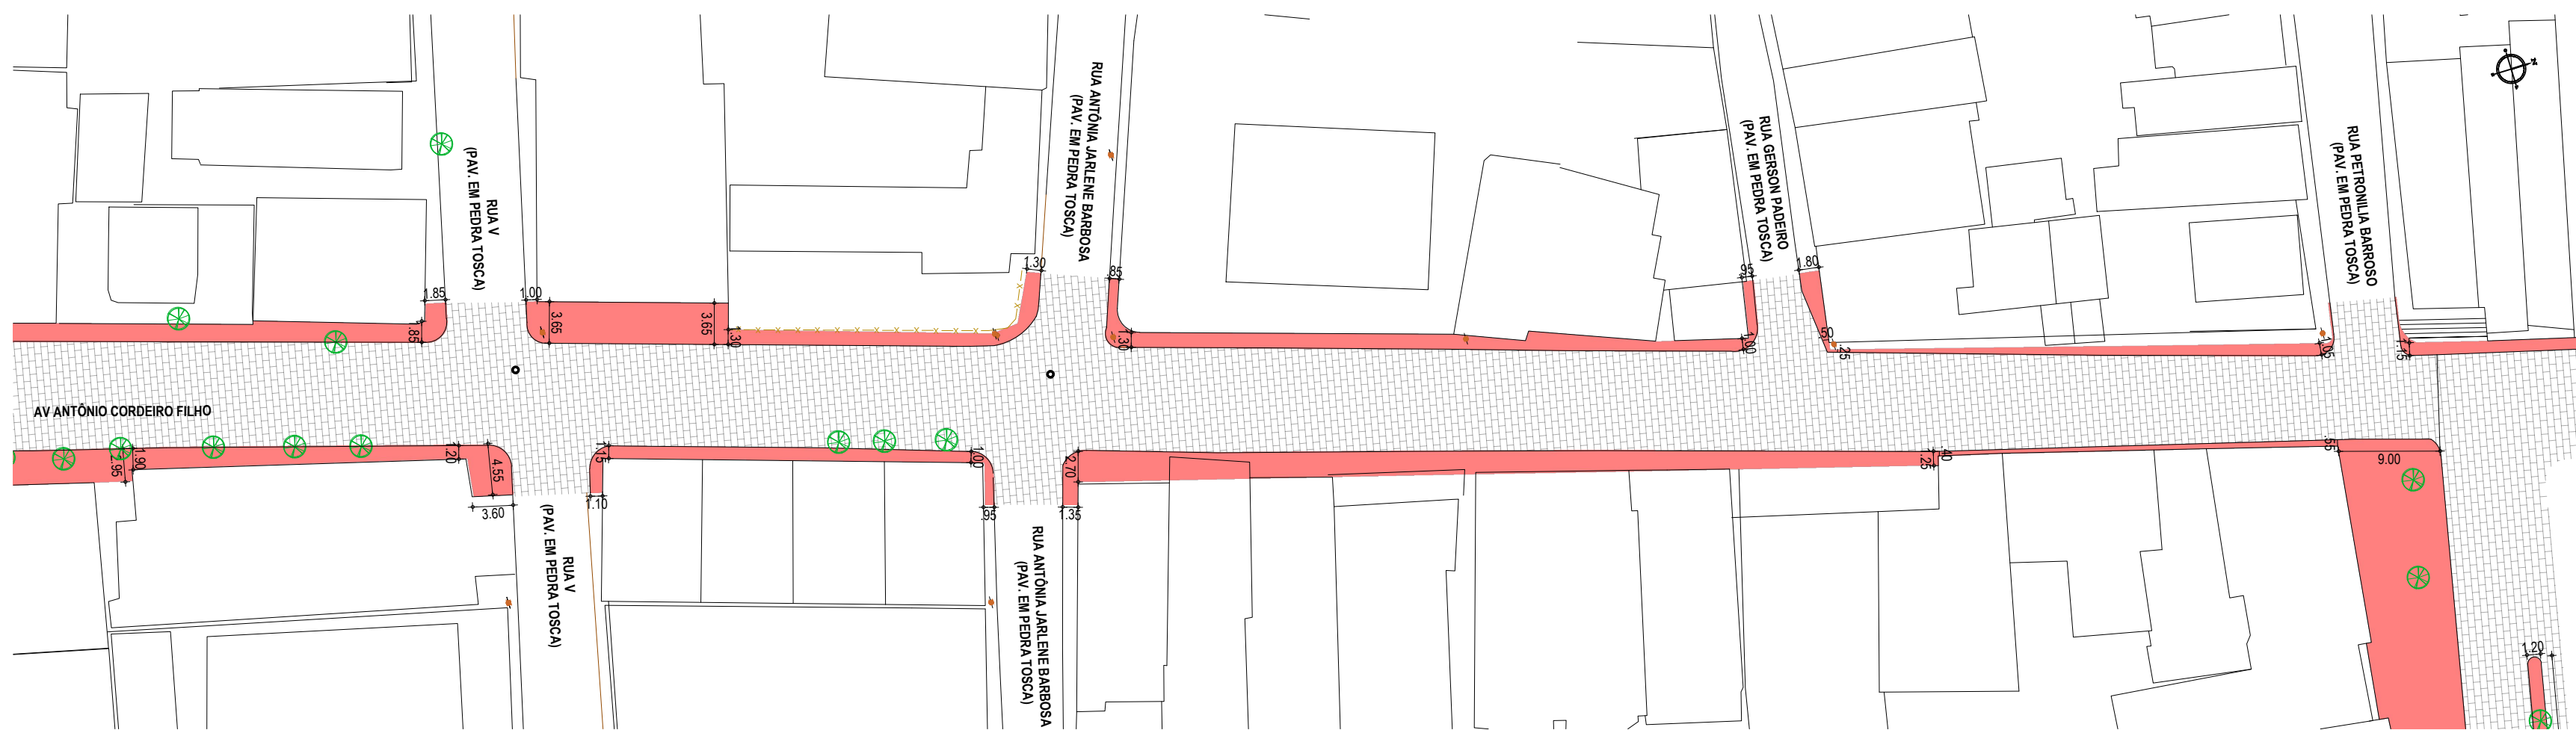 RUA V
(PAV. EM PEDRA TOSCA)
RUA ANTÔNIA JARLENE BARBOSA
(PAV. EM PEDRA TOSCA)
RUA GERSON PADEIRO
(PAV. EM PEDRA TOSCA)
RUA PETRONILIA BARROSO
(PAV. EM PEDRA TOSCA)
1.85
.85
1.00
3.65
3.65
.30
1.30
.85
.30
.95
1.00
1.80
.50
.25
1.05
1.15
AV ANTÔNIO CORDEIRO FILHO
2.95
1.90
.20
4.55
3.60
1.15
1.10
1.00
.95
2.70
1.35
.25
.40
.55
9.00
1.20
RUA V
(PAV. EM PEDRA TOSCA)
RUA ANTÔNIA JARLENE BARBOSA
(PAV. EM PEDRA TOSCA)